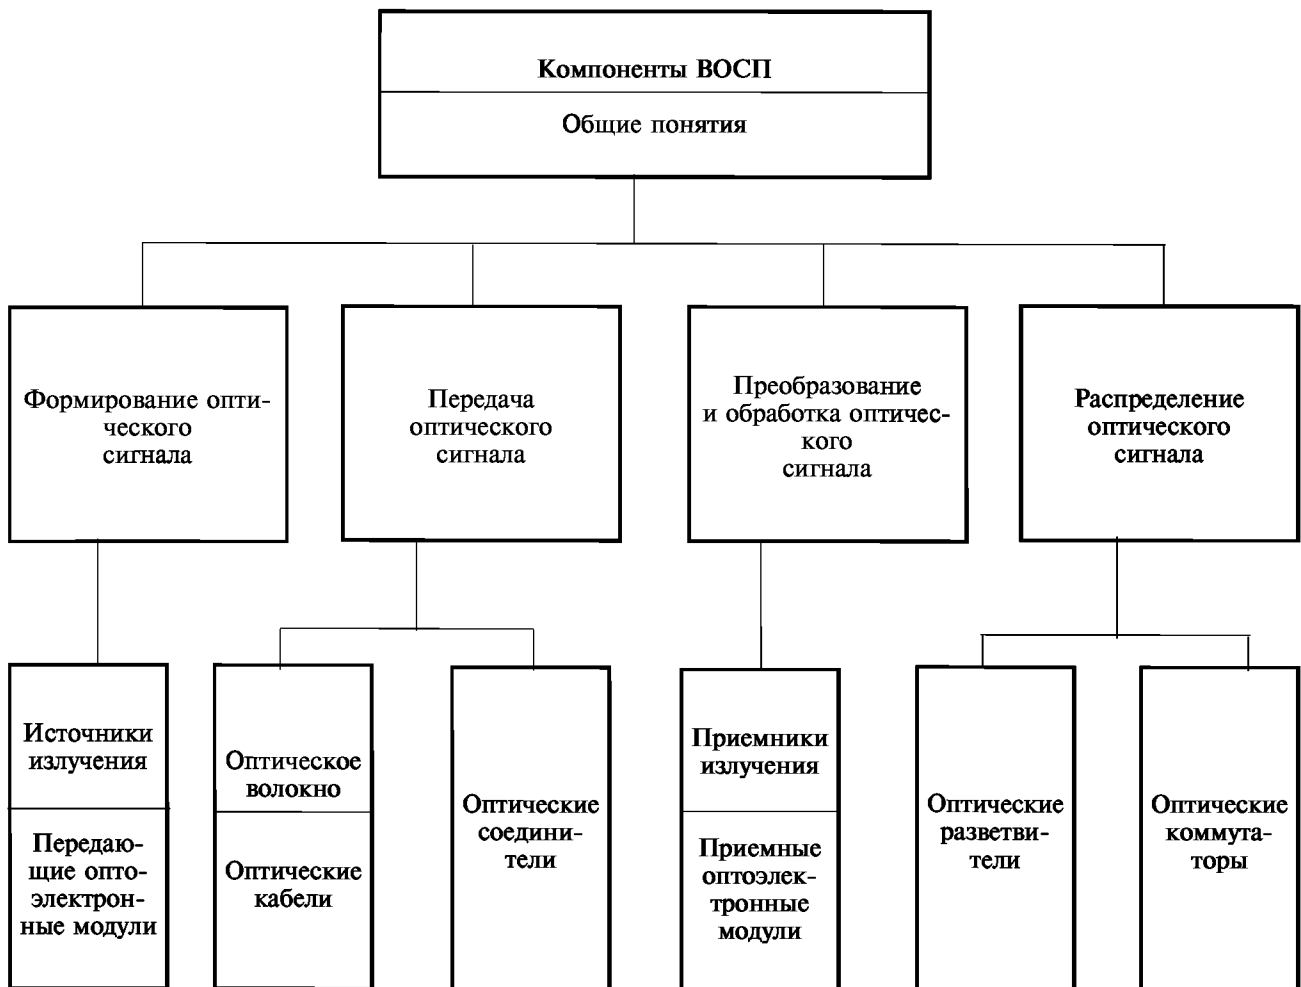 Компоненты ВОСП
Общие понятия
Формирование опти-
ческого
сигнала
Передача
оптического
сигнала
Преобразование
и обработка оптичес-
кого
сигнала
Распределение
оптического
сигнала
Источники
излучения
Передаю-
щие опто-
электрон-
ные модули
Оптическое
волокно
Оптические
кабели
Оптические
соедини-
тели
Приемники
излучения
Приемные
оптоэлек-
тронные
модули
Оптические
разветви-
тели
Оптические
коммута-
торы